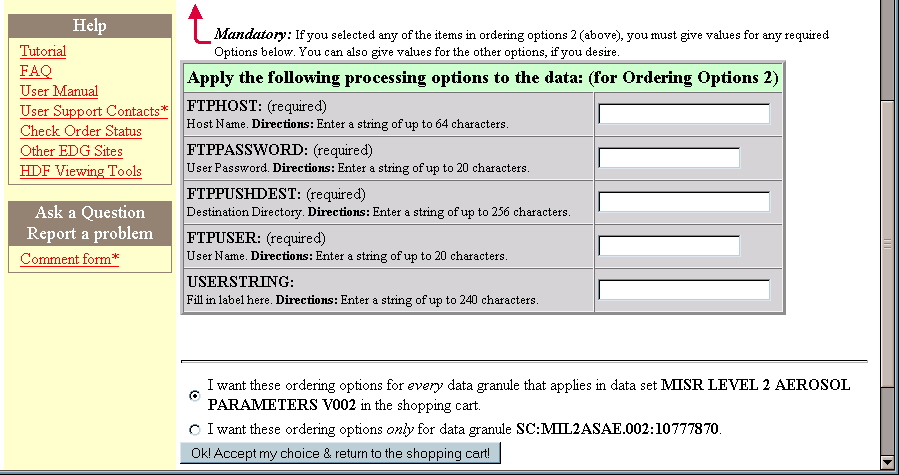 Help
Tutorial
FAQ
User Manual
User Support Contacts*
Check Order Status
Other EDG Sites
HDF Viewing Tools
Ask a Question
Report a problem
Comment form*
Mandatory: If you selected any of the items in ordering options 2 (above), you must give values for any required
Options below. You can also give values for the other options, if you desire.
Apply the following processing options to the data: (for Ordering Options 2)
FTPHOST: (required)
Host Name. Directions: Enter a string of up to 64 characters.
FTPPASSWORD: (required)
User Password. Directions: Enter a string of up to 20 characters.
FTPPUSHDEST: (required)
Destination Directory. Directions: Enter a string of up to 256 characters.
FTPUSER: (required)
User Name. Directions: Enter a string of up to 20 characters.
USERSTRING:
Fill in label here. Directions: Enter a string of up to 240 characters.
I want these ordering options for every data granule that applies in data set MISR LEVEL 2 AEROSOL
PARAMETERS V002 in the shopping cart.
I want these ordering options only for data granule SC:MIL2ASAE.002:10777870.
Ok! Accept my choice & return to the shopping cart!